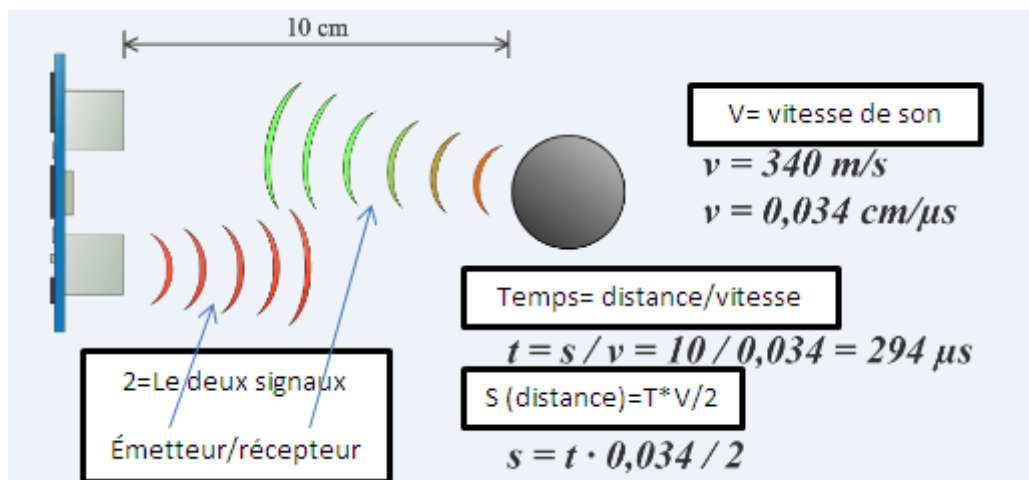 10 cm
V= vitesse de son
v = 340 m/s
v = 0,034 cm/µs
Temps= distance/vitesse
t = s / v = 10 / 0,034 = 294 µs
2=Le deux signaux
Émetteur/récepteur
S (distance)=T*V/2
s = t · 0,034 / 2